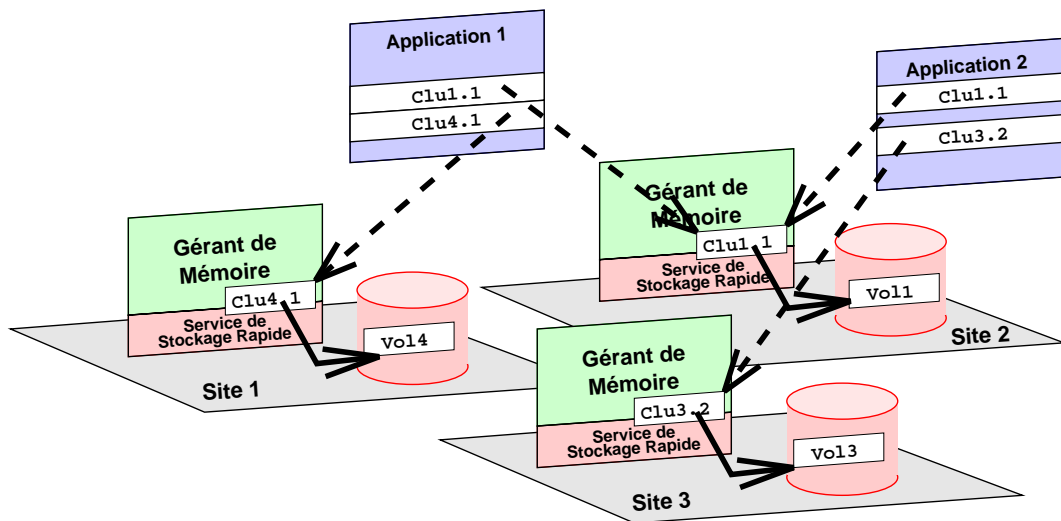 Application 1
Clu1.1
Clu4.1
Application 2
Clu1.1
Clu3.2
Gérant de
Mémoire
Clu4.1
Service de
Stockage Rapide
Vol4
Site 1
Gérant de
Mémoire
Clu1.1
Service de
Stockage Rapide
Vol1
Site 2
Gérant de
Mémoire
Clu3.2
Service de
Stockage Rapide
Vol3
Site 3